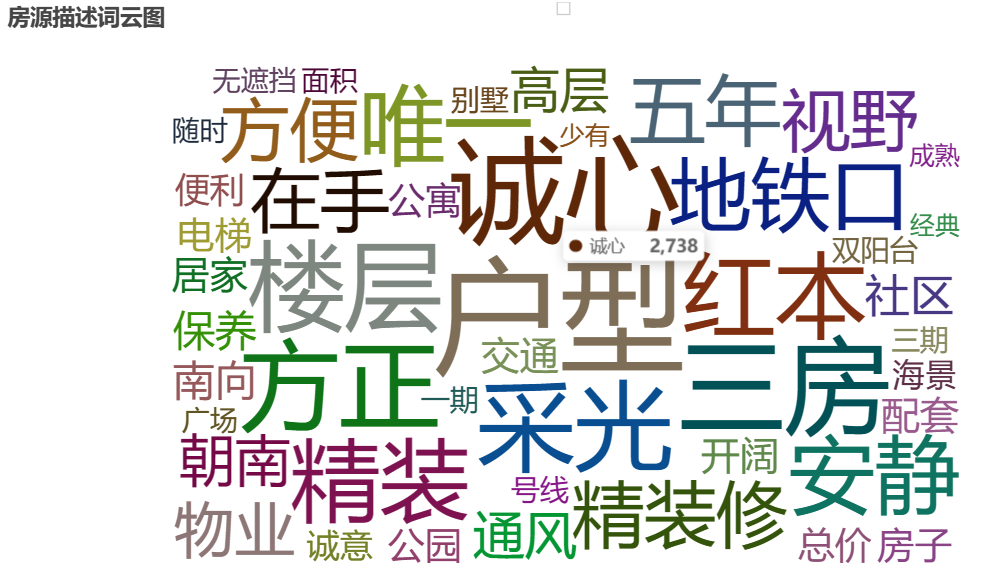 房源描述词云图
无遮挡 面积 别墅 高层 五年 视野
随时 方便 唯一 少有 成熟
便利 在手 公寓 诚心 地铁口 经典
电梯 诚心 2,738 双阳台
居家 楼层 户型 红本 社区
保养 交通 三期
南向 方正 一期 采光 三房 海景
广场 配套
朝南 精装 号线 开阔 安静
物业 诚意 公园 通风 精装修 总价 房子